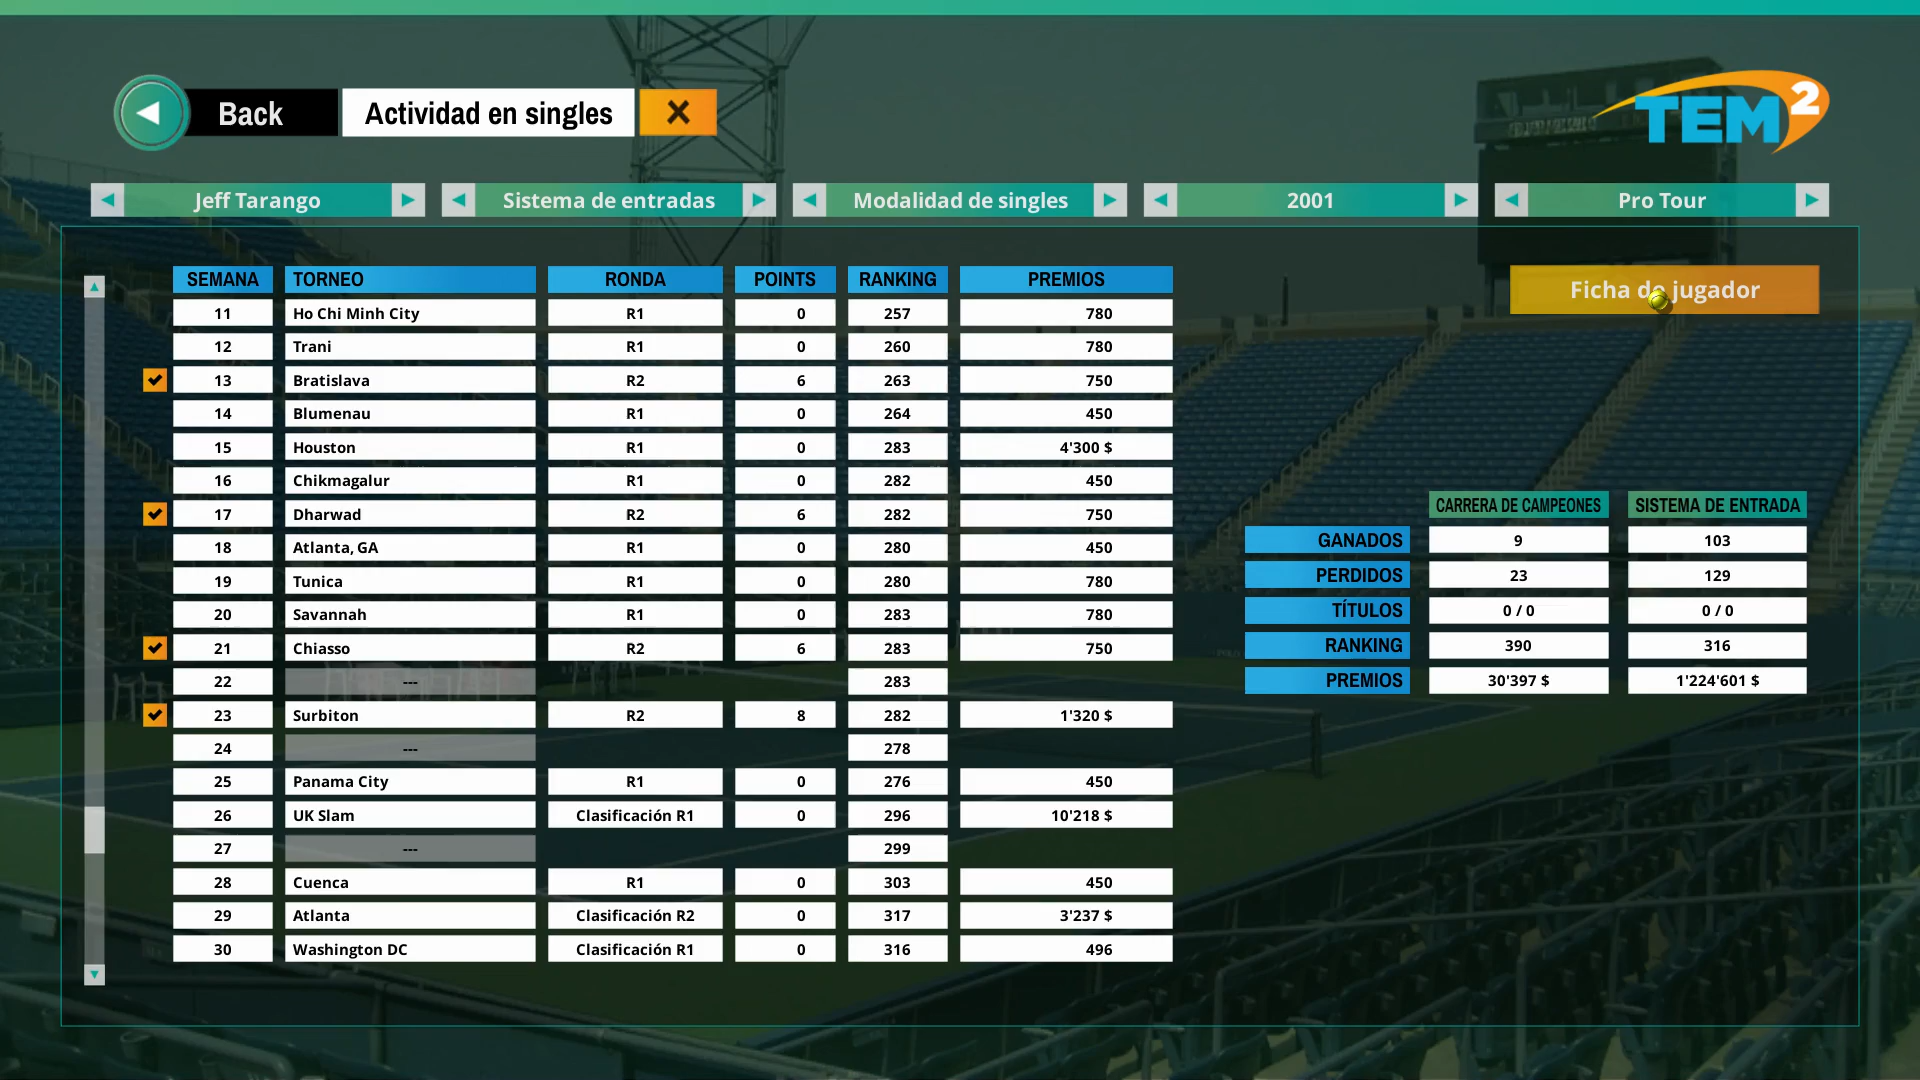 Back
Actividad en singles
TEM2
Jeff Tarango
Sistema de entradas
Modalidad de singles
2001
Pro Tour
SEMANA TORNEO RONDA POINTS RANKING PREMIOS
11 Ho Chi Minh City R1 0 257 780
12 Trani R1 0 260 780
13 Bratislava R2 6 263 750
14 Blumenau R1 0 264 450
15 Houston R1 0 283 4'300 $
16 Chikmagalur R1 0 282 450
17 Dharwad R2 6 282 750
18 Atlanta, GA R1 0 280 450
19 Tunica R1 0 280 780
20 Savannah R1 0 283 780
21 Chiasso R2 6 283 750
22 --- 283
23 Surbiton R2 8 282 1'320 $
24 --- 278
25 Panama City R1 0 276 450
26 UK Slam Clasificación R1 0 296 10'218 $
27 --- 299
28 Cuenca R1 0 303 450
29 Atlanta Clasificación R2 0 317 3'237 $
30 Washington DC Clasificación R1 0 316 496
Ficha de jugador
CARRERA DE CAMPEONES SISTEMA DE ENTRADA
GANADOS 9 103
PERDIDOS 23 129
TÍTULOS 0 / 0 0 / 0
RANKING 390 316
PREMIOS 30'397 $ 1'224'601 $